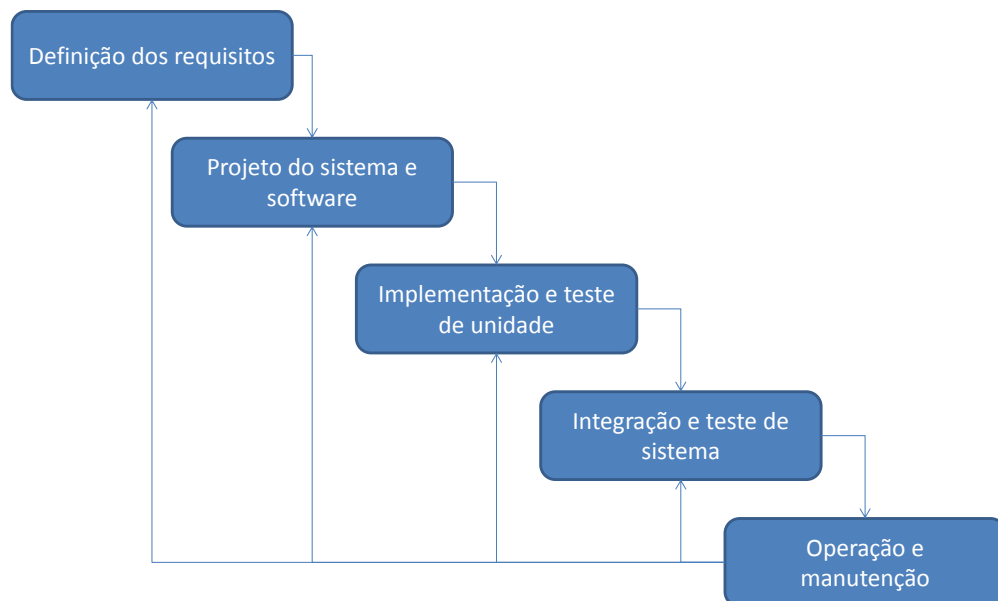 Definição dos requisitos
Projeto do sistema e
software
Implementação e teste
de unidade
Integração e teste de
sistema
Operação e
manutenção